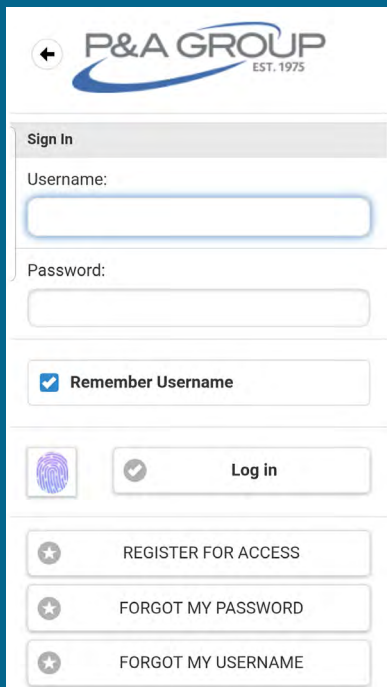 P&A GROUP
EST. 1975
Sign In
Username:
Password:
Remember Username
Log in
REGISTER FOR ACCESS
FORGOT MY PASSWORD
FORGOT MY USERNAME